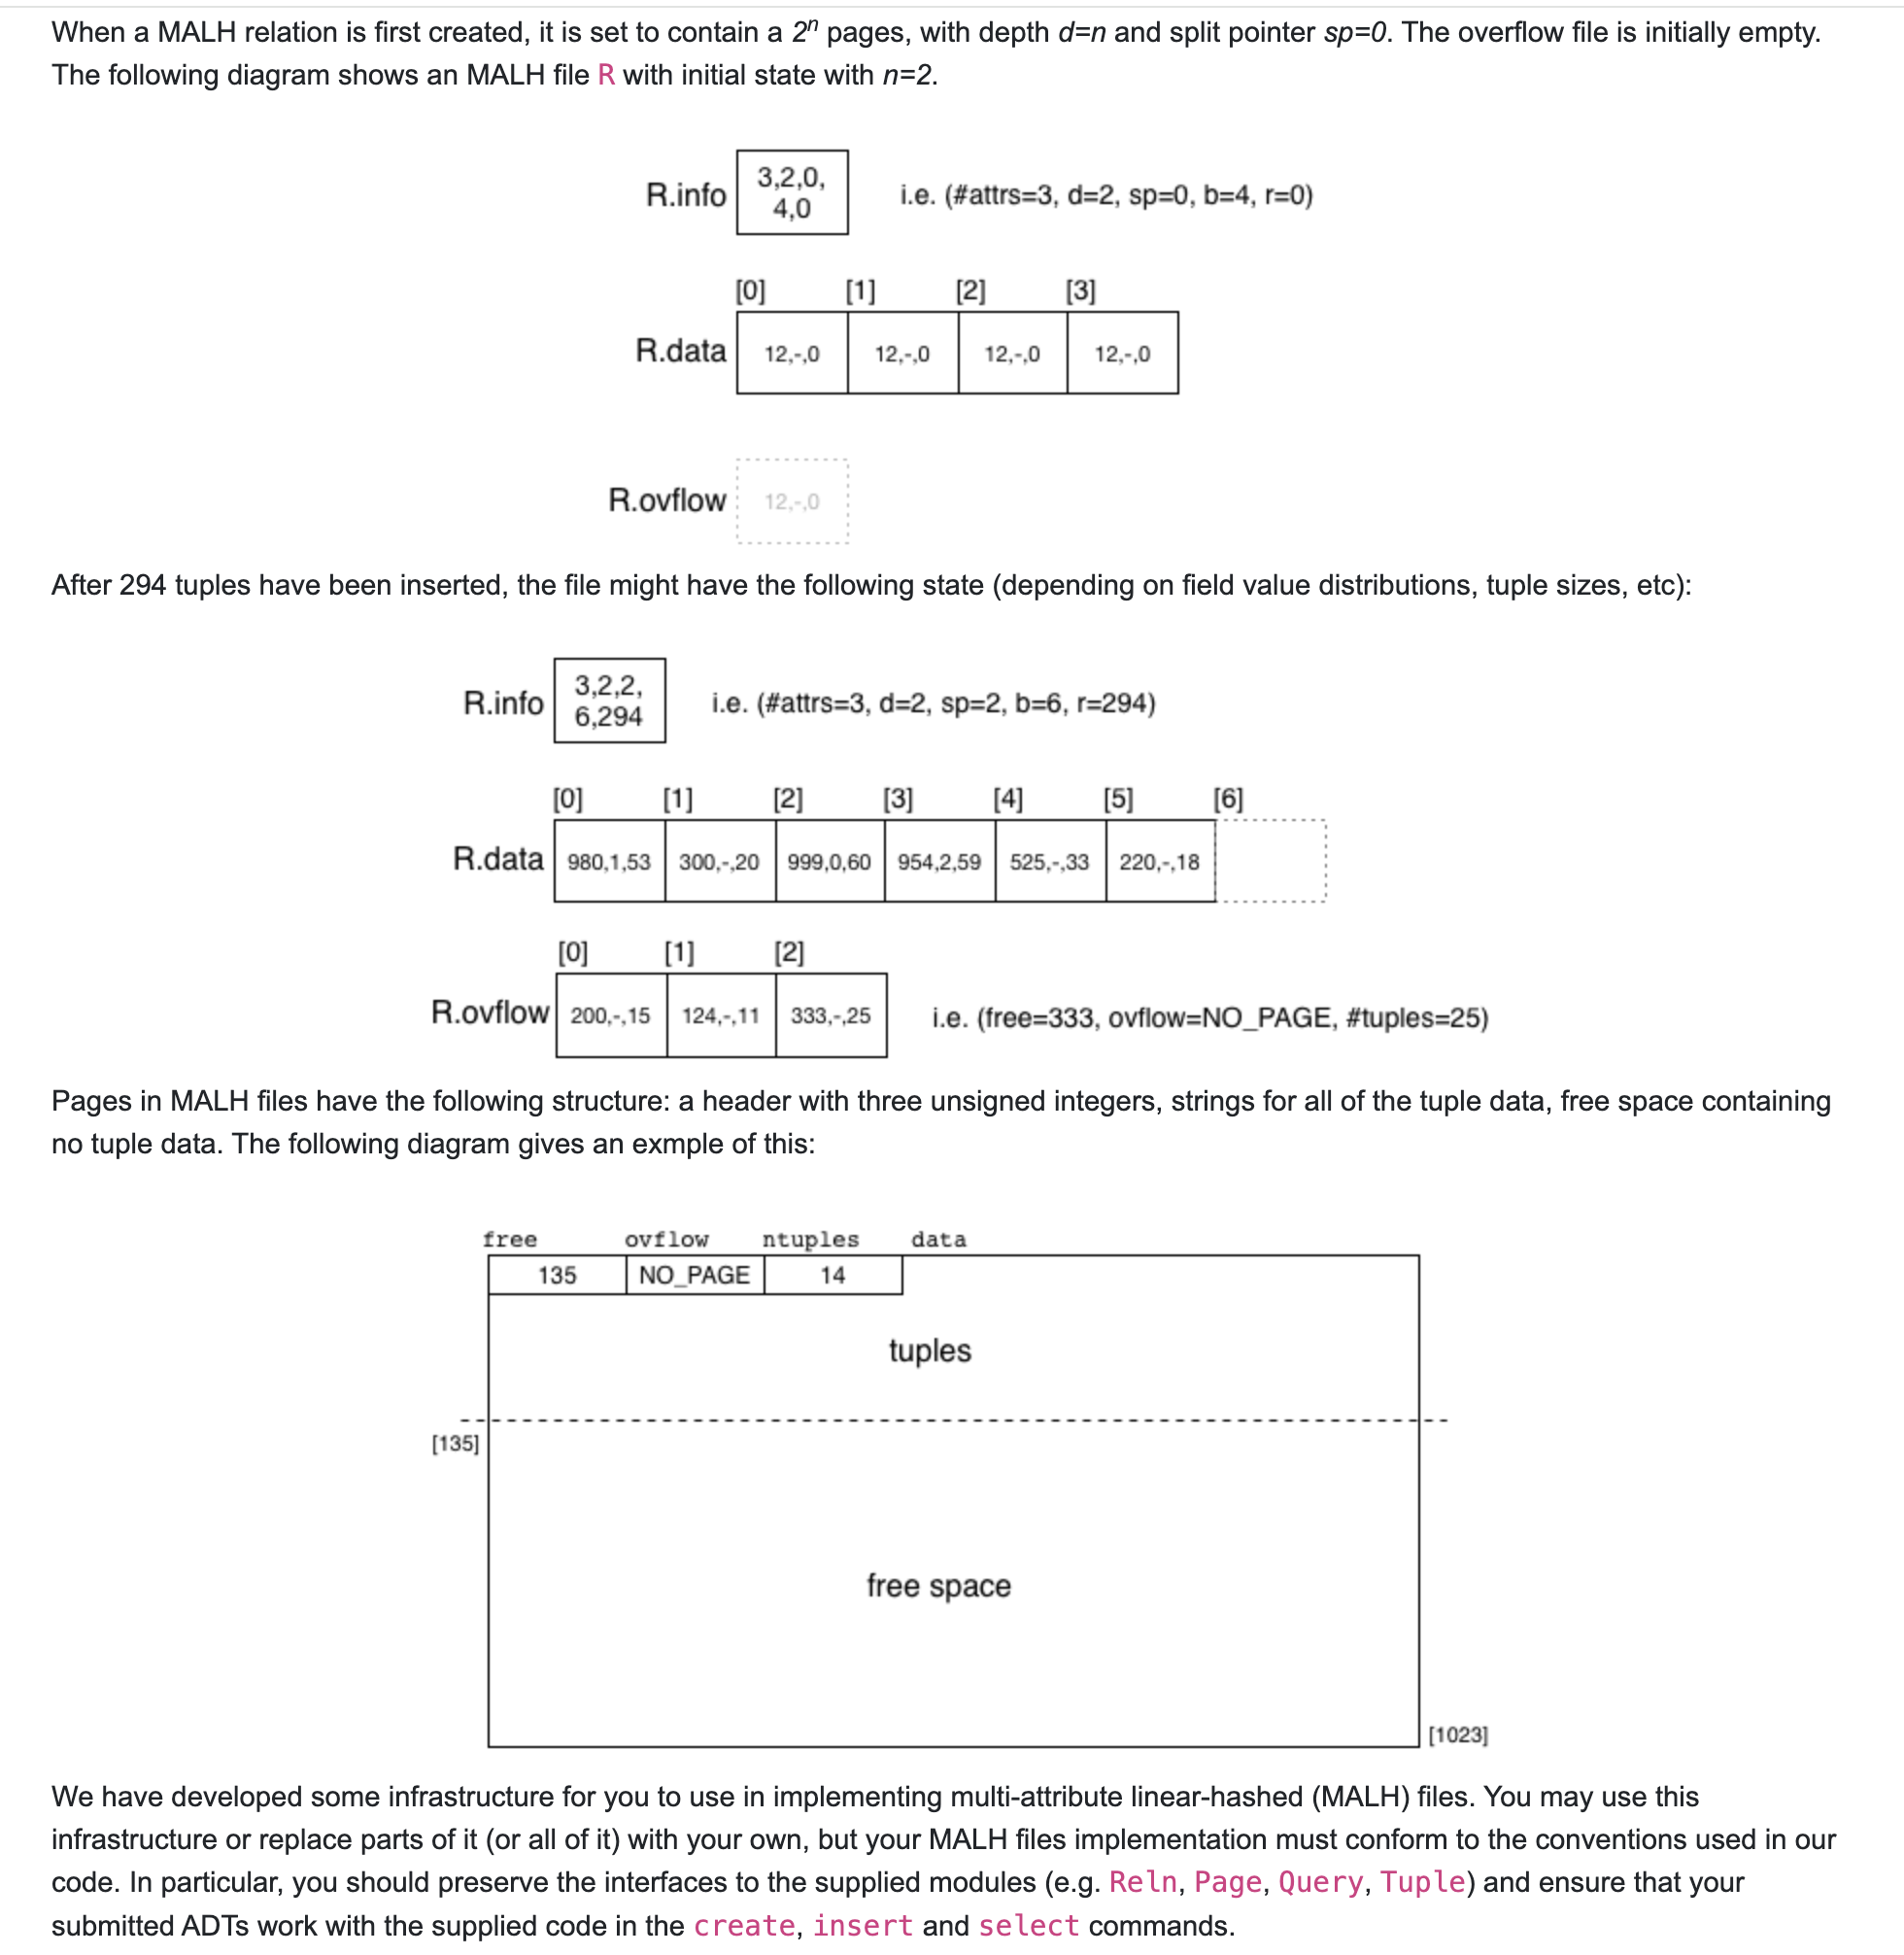 When a MALH relation is first created, it is set to contain a 2ⁿ pages, with depth d=n and split pointer sp=0. The overflow file is initially empty.
The following diagram shows an MALH file R with initial state with n=2.
R.info
3,2,0,
4,0
i.e. (#attrs=3, d=2, sp=0, b=4, r=0)
[0] [1] [2] [3]
R.data 12,-,0 12,-,0 12,-,0 12,-,0
R.ovflow 12,-,0
After 294 tuples have been inserted, the file might have the following state (depending on field value distributions, tuple sizes, etc):
R.info
3,2,2,
6,294
i.e. (#attrs=3, d=2, sp=2, b=6, r=294)
[0] [1] [2] [3] [4] [5] [6]
R.data 980,1,53 300,-,20 999,0,60 954,2,59 525,-,33 220,-,18
[0] [1] [2]
R.ovflow 200,-,15 124,-,11 333,-,25 i.e. (free=333, ovflow=NO_PAGE, #tuples=25)
Pages in MALH files have the following structure: a header with three unsigned integers, strings for all of the tuple data, free space containing
no tuple data. The following diagram gives an exmple of this:
free ovflow ntuples data
135 NO_PAGE 14
tuples
[135]
free space
[1023]
We have developed some infrastructure for you to use in implementing multi-attribute linear-hashed (MALH) files. You may use this
infrastructure or replace parts of it (or all of it) with your own, but your MALH files implementation must conform to the conventions used in our
code. In particular, you should preserve the interfaces to the supplied modules (e.g. Reln, Page, Query, Tuple) and ensure that your
submitted ADTs work with the supplied code in the create, insert and select commands.